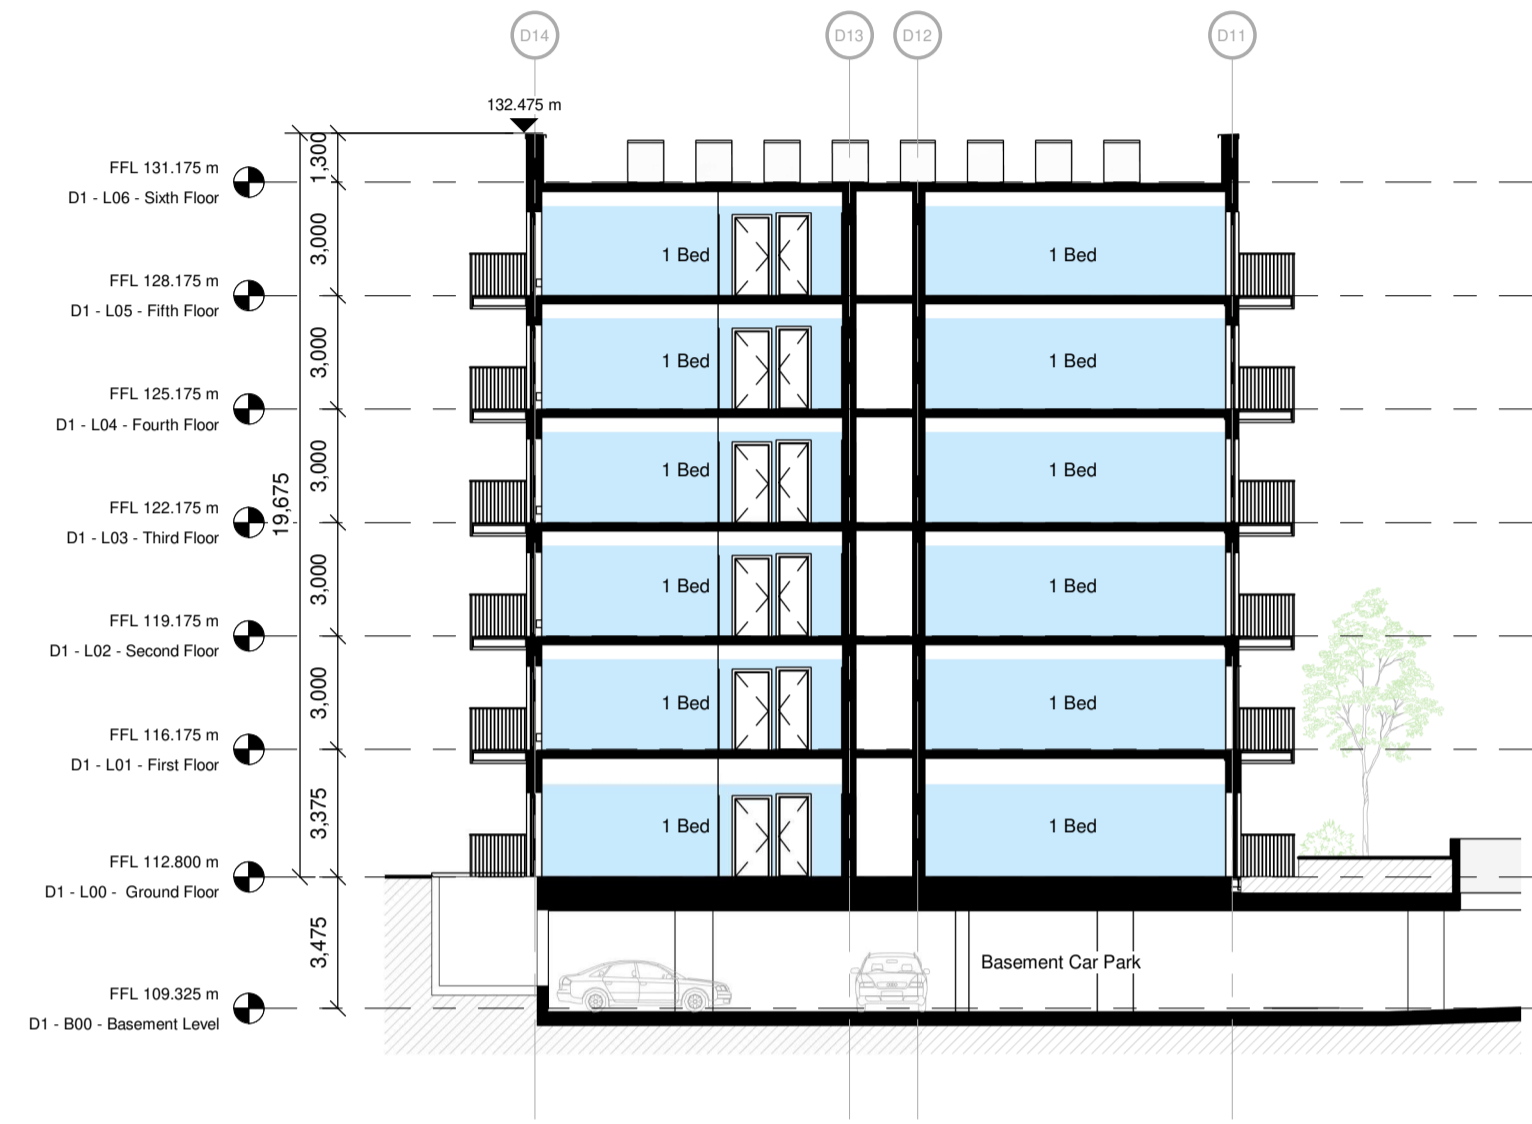 D14
D13
D12
D11
132.475 m
1,300
FFL 131.175 m
D1 - L06 - Sixth Floor
3,000
1 Bed
1 Bed
FFL 128.175 m
D1 - L05 - Fifth Floor
3,000
1 Bed
1 Bed
FFL 125.175 m
D1 - L04 - Fourth Floor
3,000
1 Bed
1 Bed
19,675
FFL 122.175 m
D1 - L03 - Third Floor
3,000
1 Bed
1 Bed
FFL 119.175 m
D1 - L02 - Second Floor
3,000
1 Bed
1 Bed
FFL 116.175 m
D1 - L01 - First Floor
3,375
1 Bed
1 Bed
FFL 112.800 m
D1 - L00 - Ground Floor
3,475
Basement Car Park
FFL 109.325 m
D1 - B00 - Basement Level